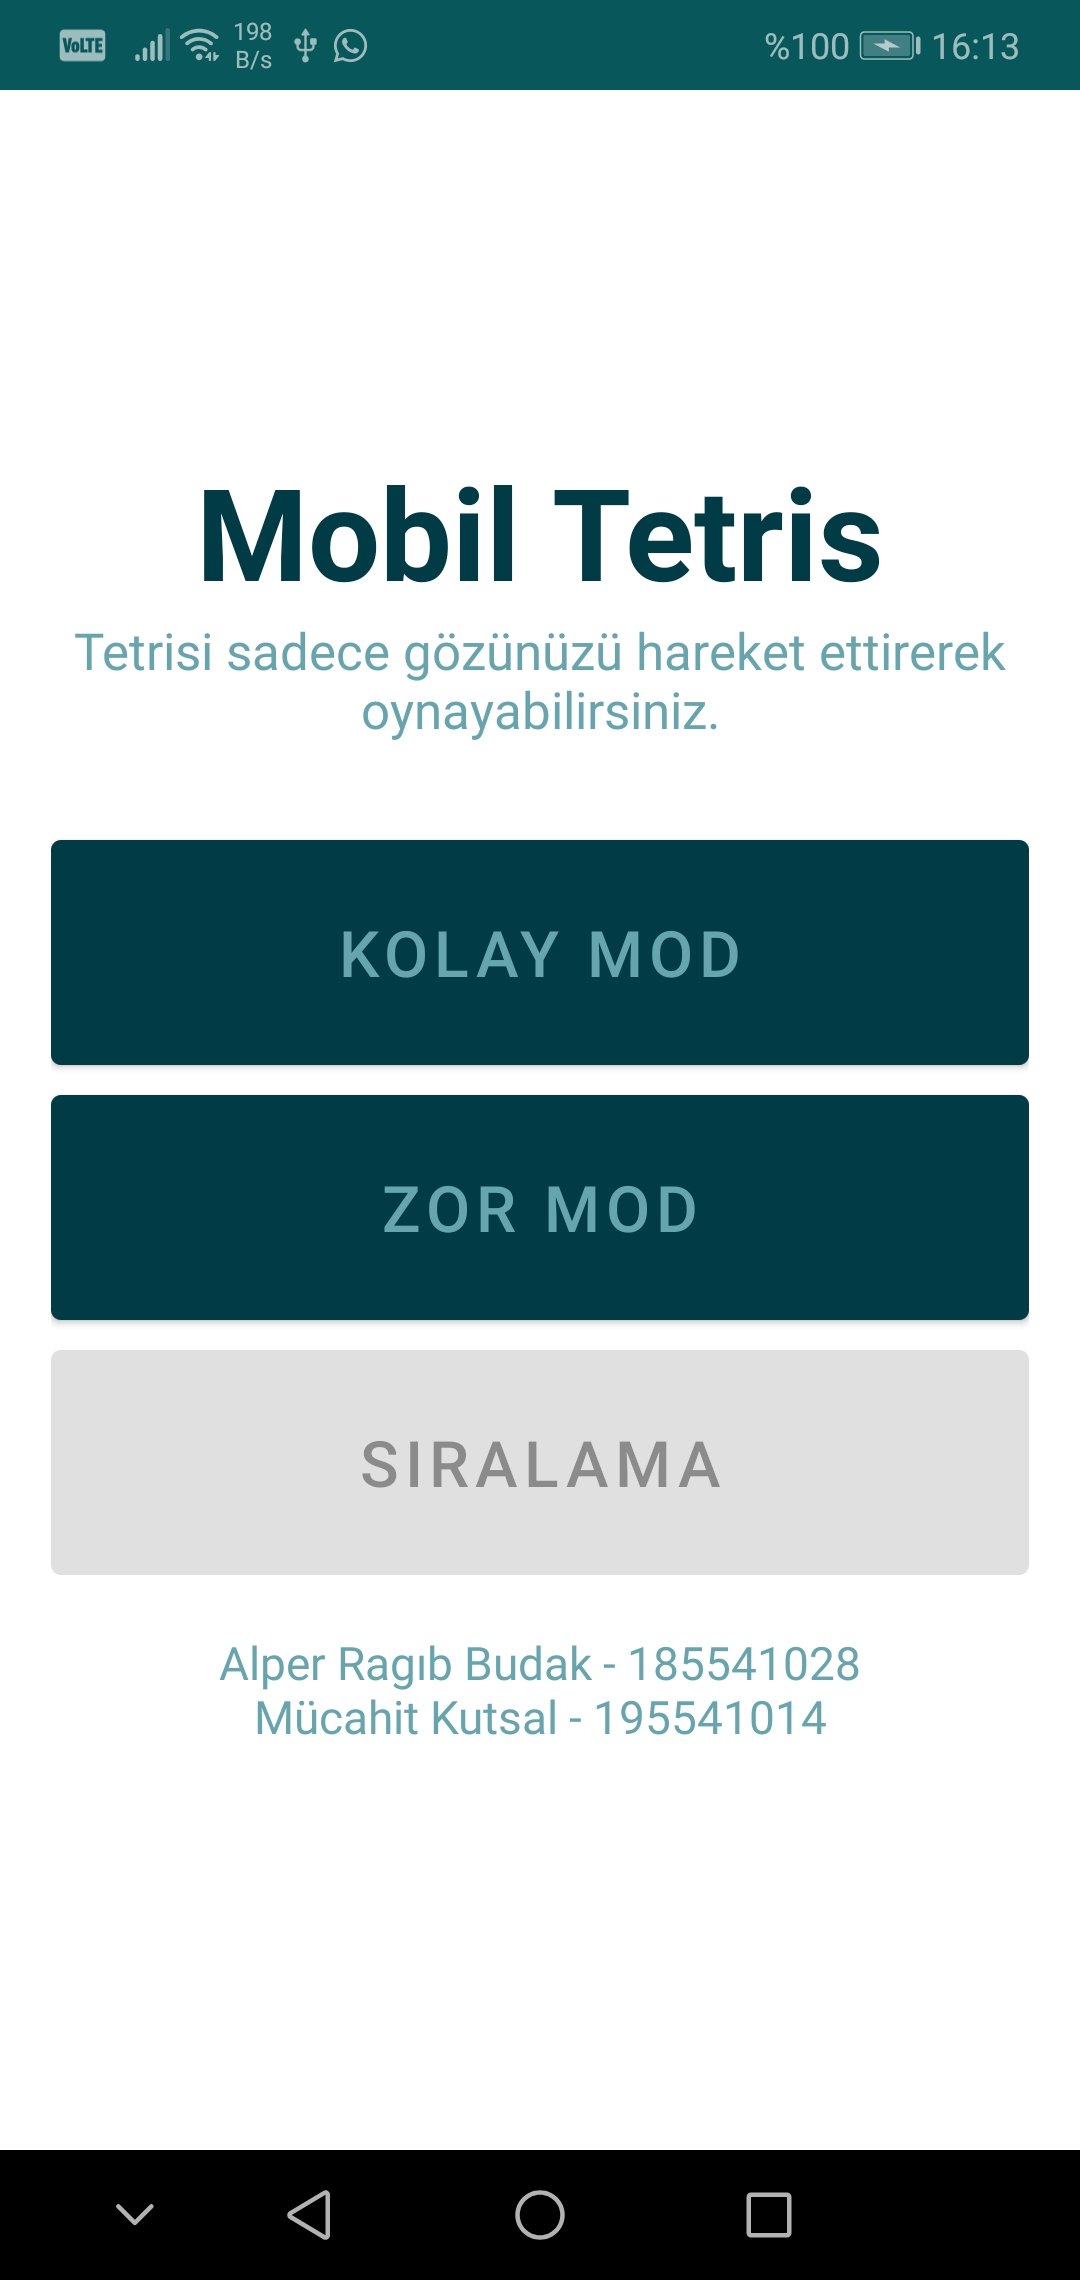 VoLTE 198 B/s %100 16:13
Mobil Tetris
Tetrisi sadece gözünüzü hareket ettirerek
oynayabilirsiniz.
KOLAY MOD
ZOR MOD
SIRALAMA
Alper Ragıb Budak - 185541028
Mücahit Kutsal - 195541014